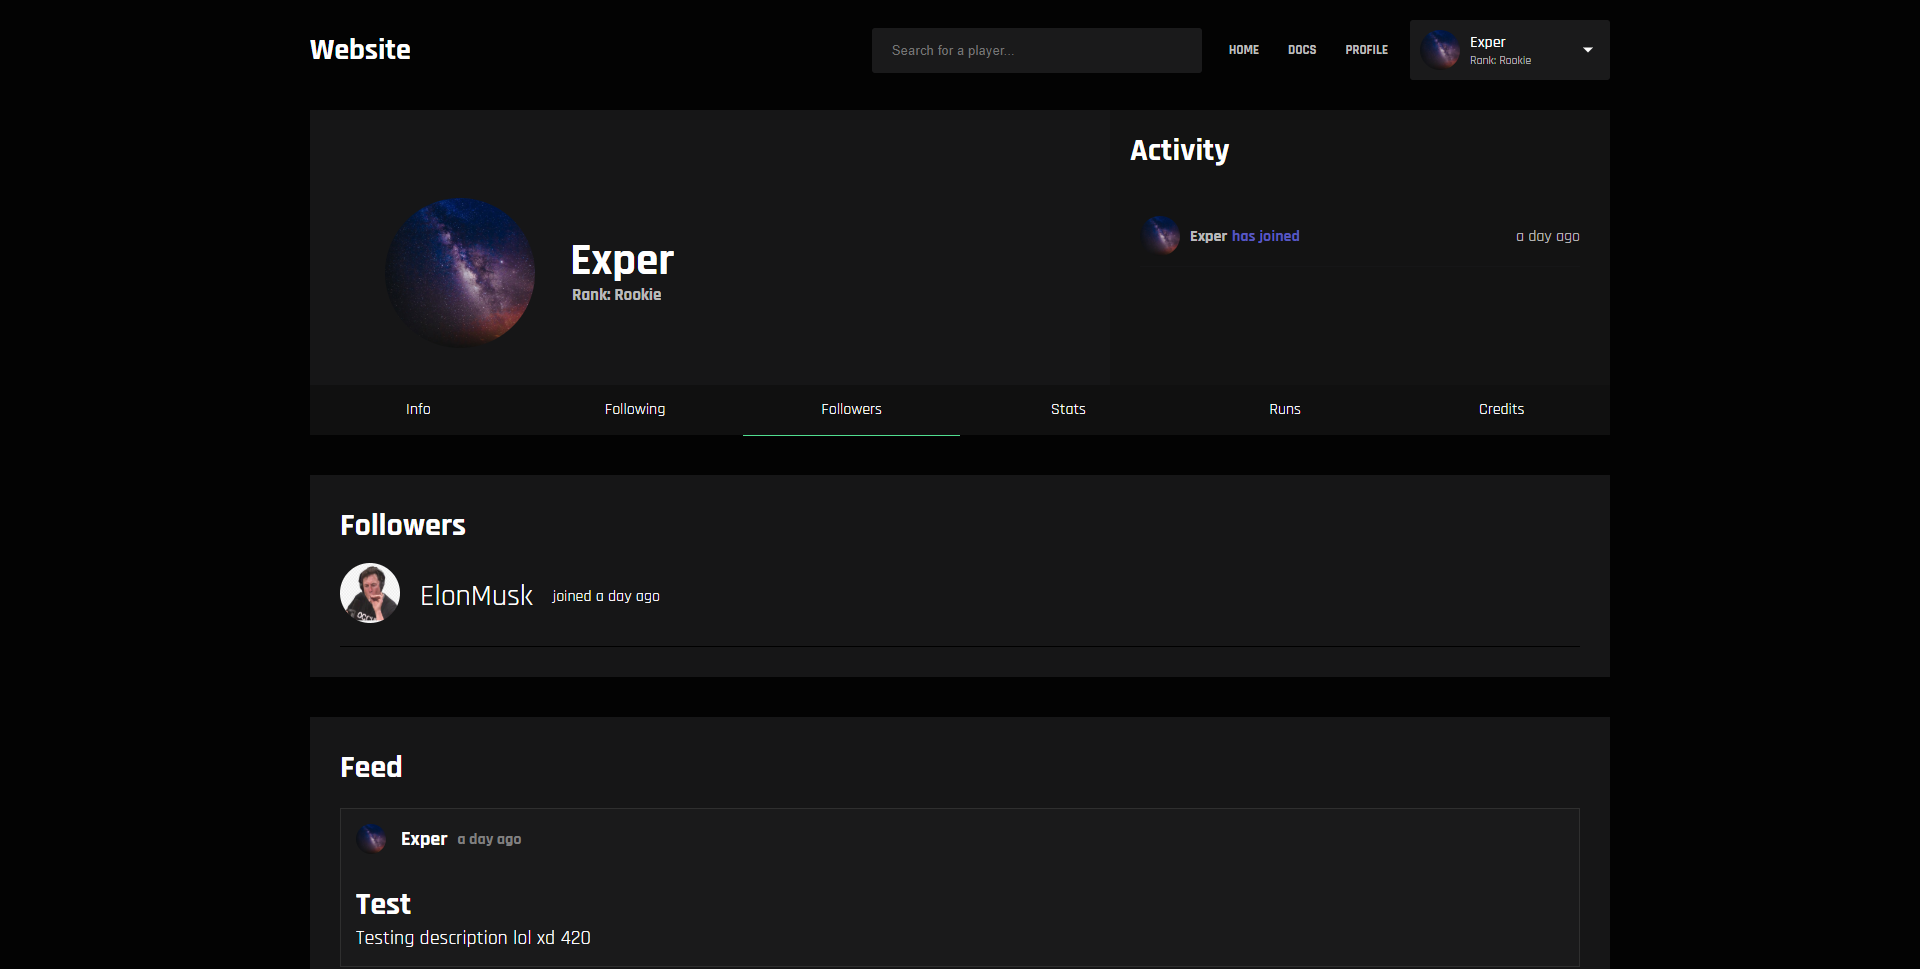 Website
Search for a player...
HOME
DOCS
PROFILE
Exper
Rank: Rookie
Exper
Rank: Rookie
Activity
Exper has joined
a day ago
Info
Following
Followers
Stats
Runs
Credits
Followers
ElonMusk joined a day ago
Feed
Exper a day ago
Test
Testing description lol xd 420